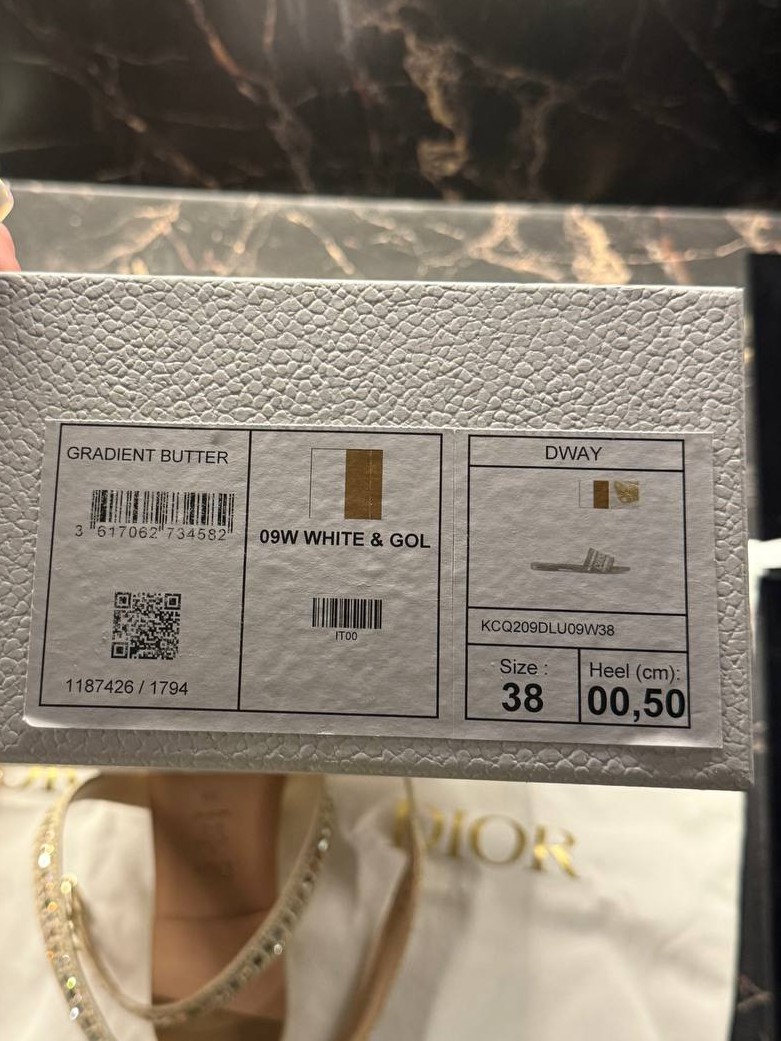 GRADIENT BUTTER
3 617062 734582
1187426 / 1794
09W WHITE & GOL
IT00
DWAY
KCQ209DLU09W38
Size :
38
Heel (cm):
00,50
DIOR